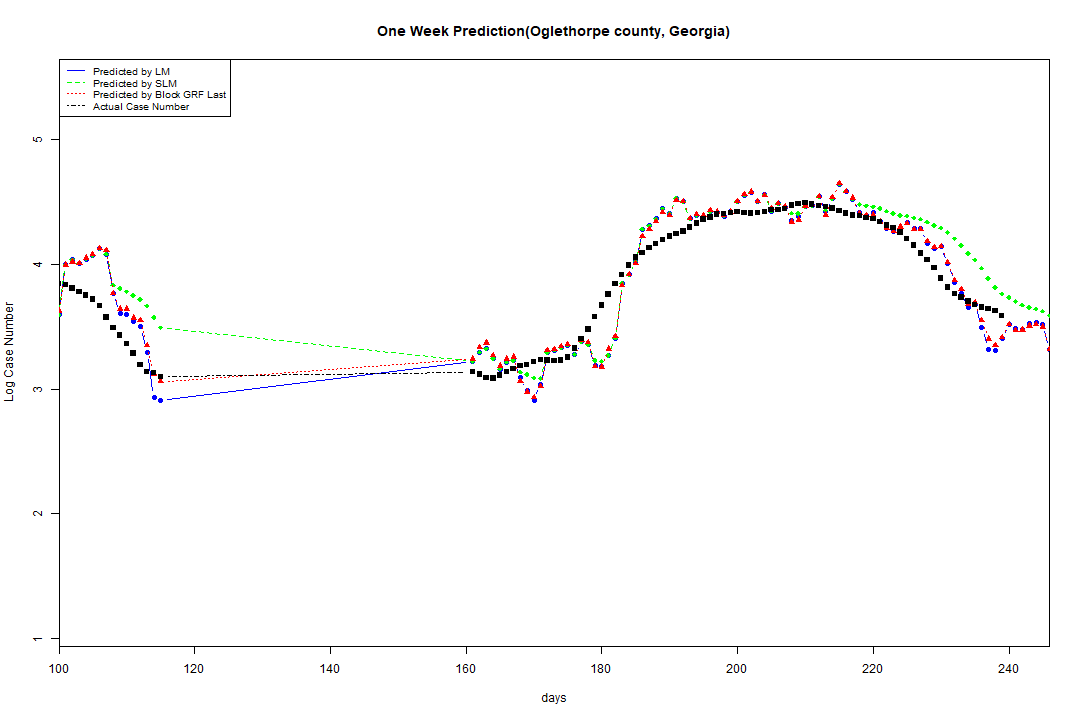 One Week Prediction(Oglethorpe county, Georgia)
Predicted by LM
Predicted by SLM
Predicted by Block GRF Last
Actual Case Number
5
4
3
2
1
Log Case Number
100 120 140 160 180 200 220 240
days